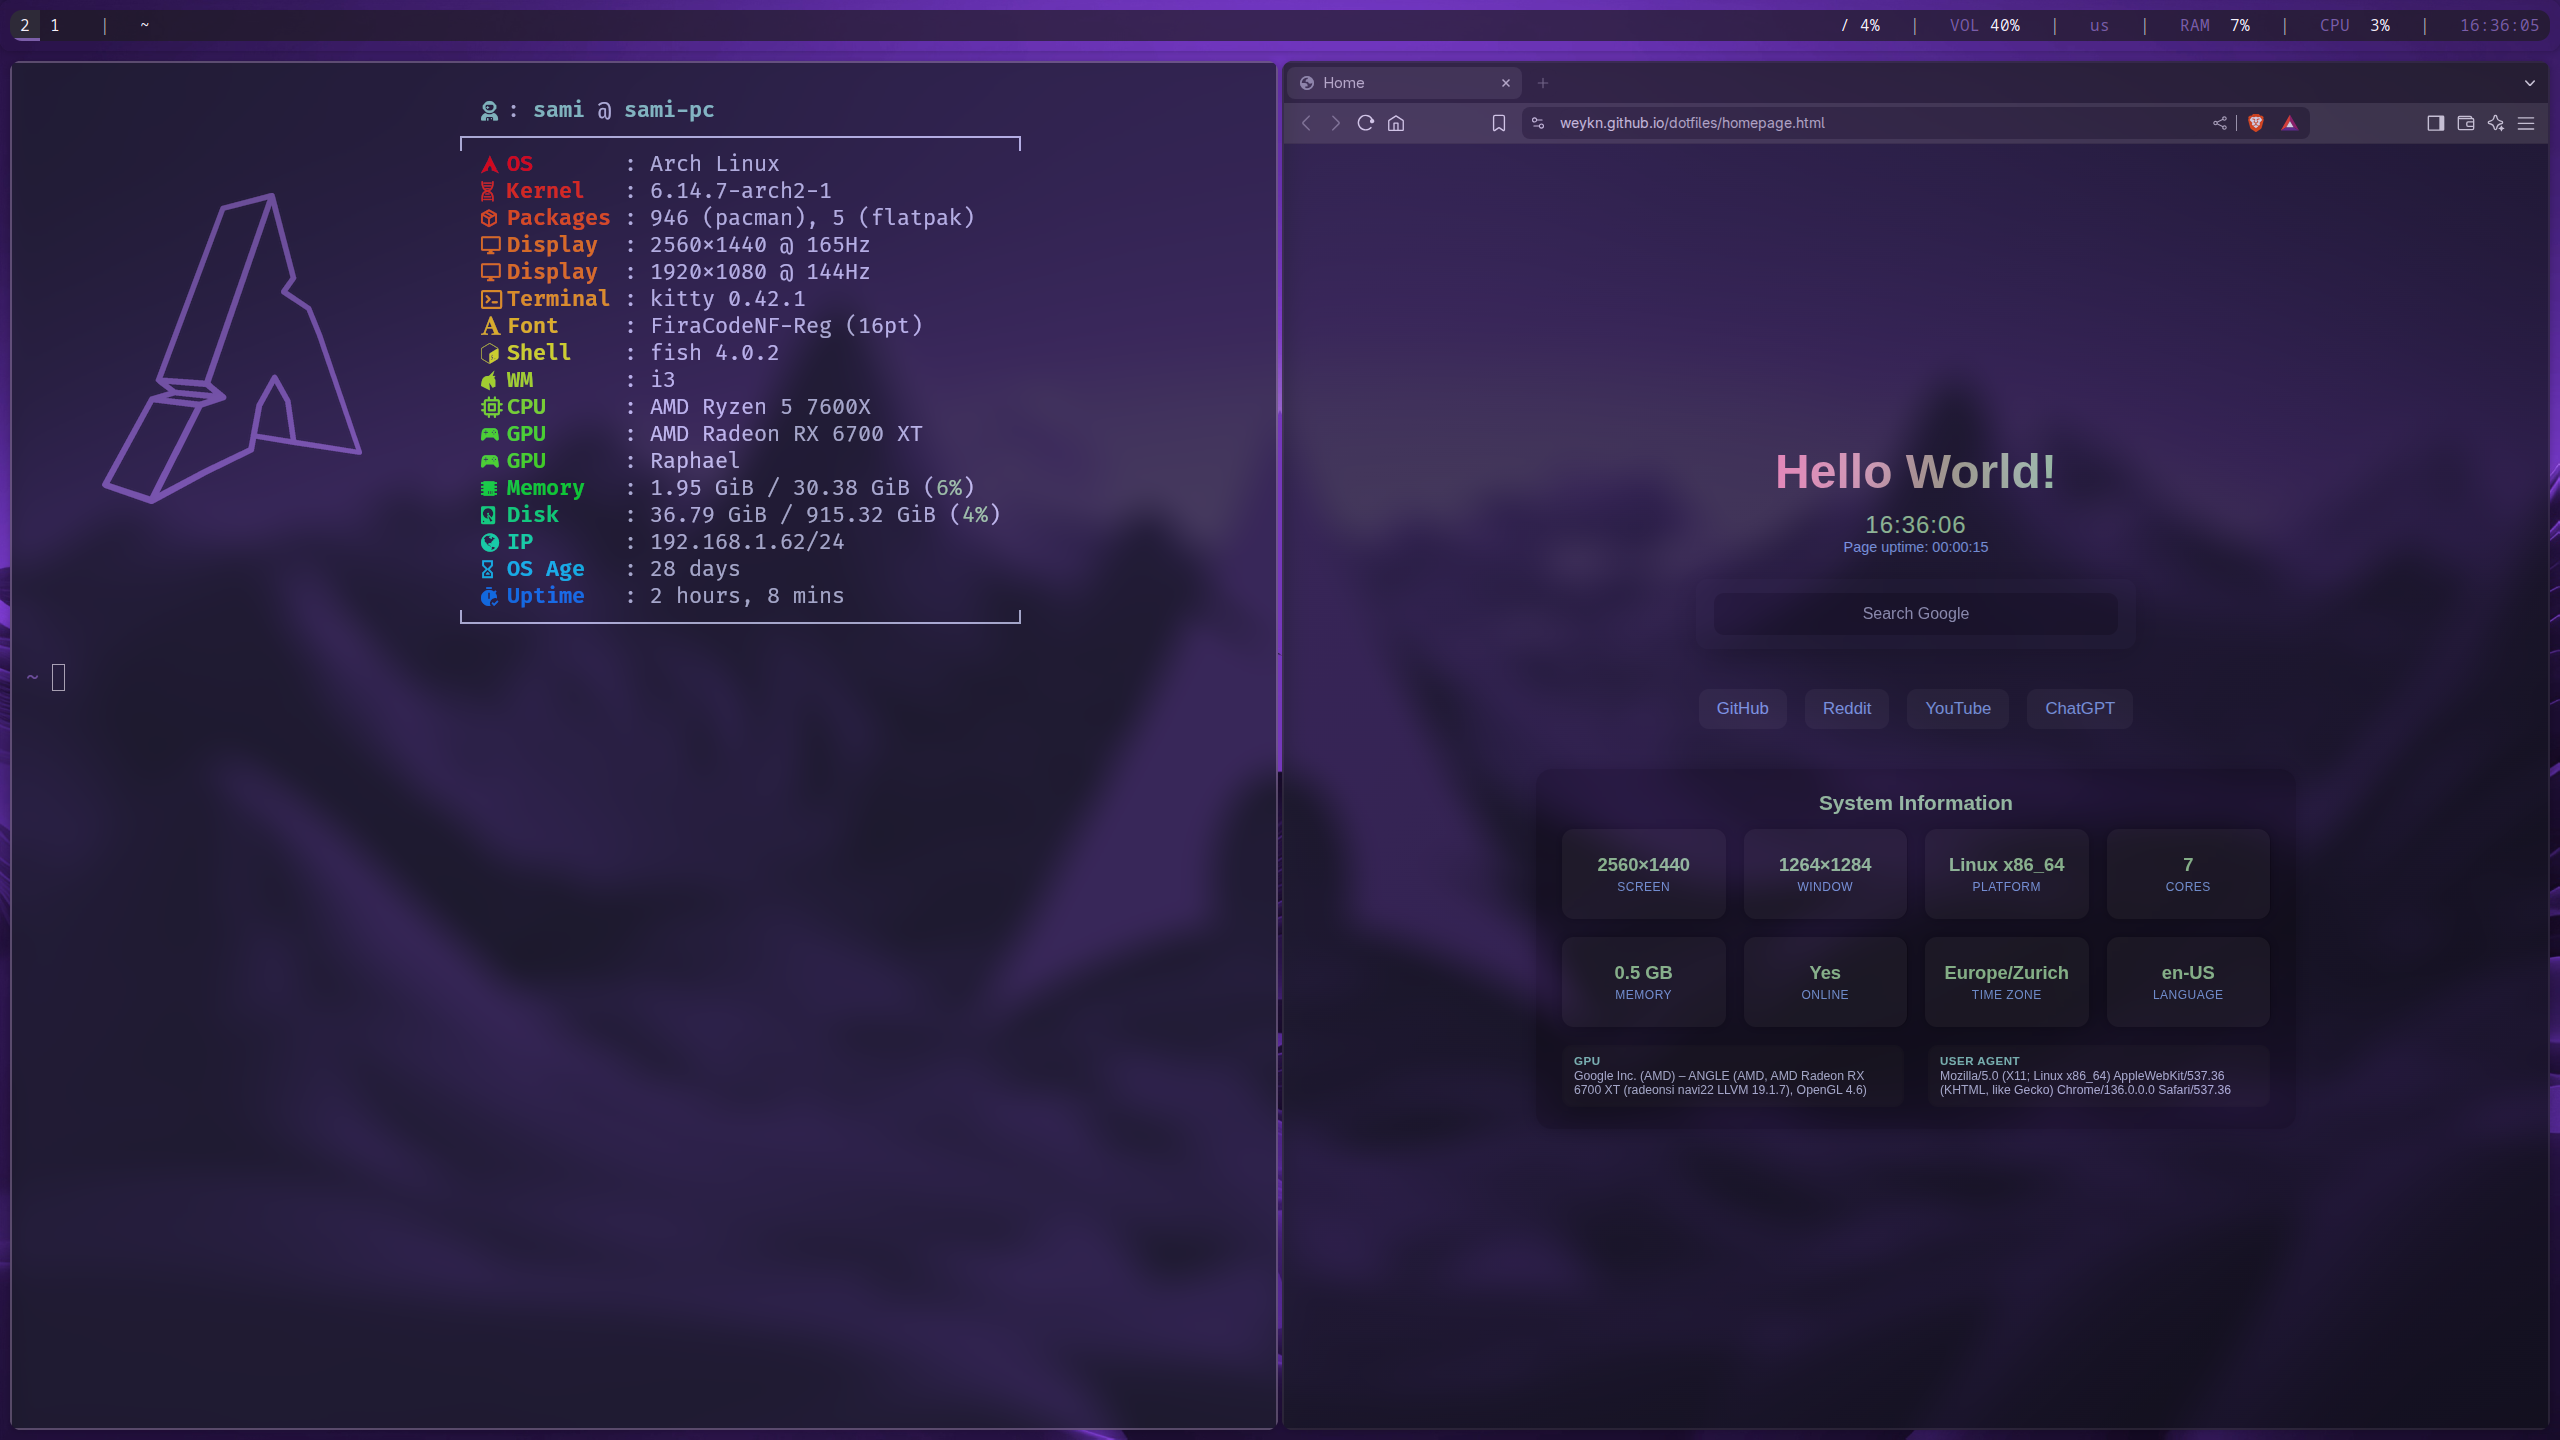 2 1 | ~ / 4% | VOL 40% | us | RAM 7% | CPU 3% | 16:36:05
: sami @ sami-pc
OS : Arch Linux
Kernel : 6.14.7-arch2-1
Packages : 946 (pacman), 5 (flatpak)
Display : 2560×1440 @ 165Hz
Display : 1920×1080 @ 144Hz
Terminal : kitty 0.42.1
Font : FiraCodeNF-Reg (16pt)
Shell : fish 4.0.2
WM : i3
CPU : AMD Ryzen 5 7600X
GPU : AMD Radeon RX 6700 XT
GPU : Raphael
Memory : 1.95 GiB / 30.38 GiB (6%)
Disk : 36.79 GiB / 915.32 GiB (4%)
IP : 192.168.1.62/24
OS Age : 28 days
Uptime : 2 hours, 8 mins
~
Home
weykn.github.io/dotfiles/homepage.html
Hello World!
16:36:06
Page uptime: 00:00:15
Search Google
GitHub Reddit YouTube ChatGPT
System Information
2560×1440 1264×1284 Linux x86_64 7
SCREEN WINDOW PLATFORM CORES
0.5 GB Yes Europe/Zurich en-US
MEMORY ONLINE TIME ZONE LANGUAGE
GPU
Google Inc. (AMD) – ANGLE (AMD, AMD Radeon RX
6700 XT (radeonsi navi22 LLVM 19.1.7), OpenGL 4.6)
USER AGENT
Mozilla/5.0 (X11; Linux x86_64) AppleWebKit/537.36
(KHTML, like Gecko) Chrome/136.0.0.0 Safari/537.36